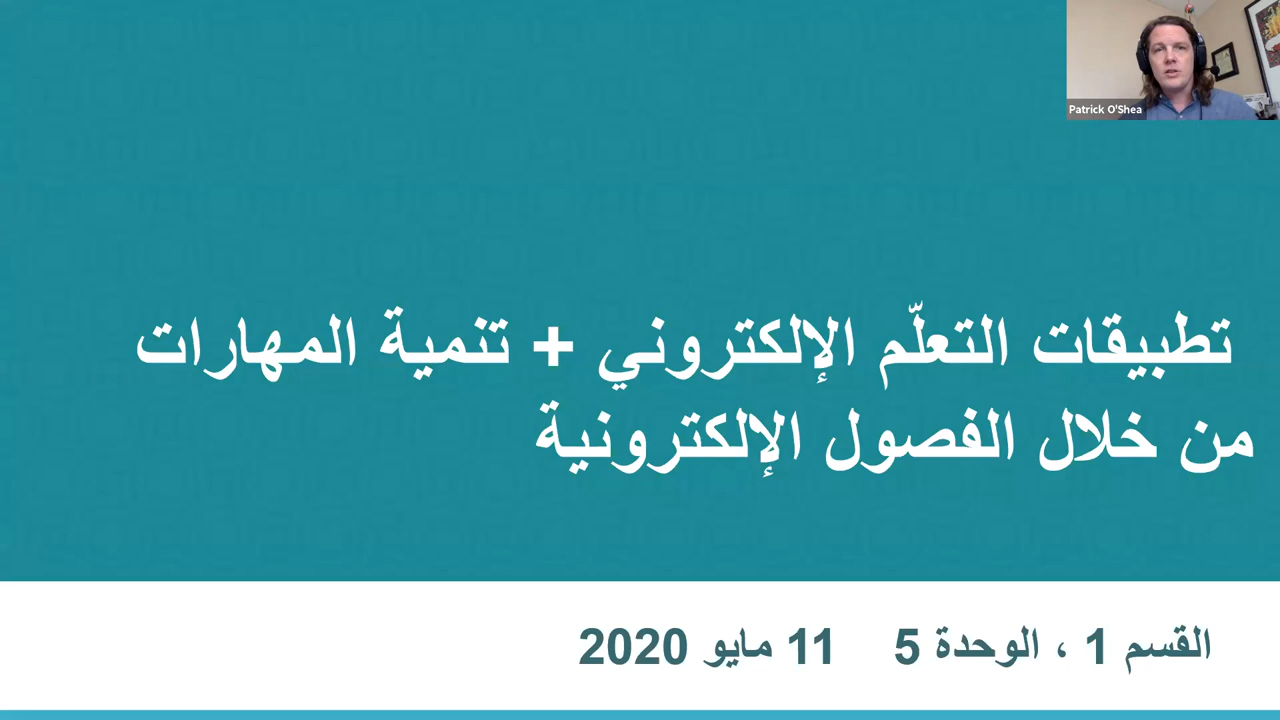 Patrick O'Shea
تطبيقات التعلّم الإلكتروني + تنمية المهارات
من خلال الفصول الإلكترونية
القسم 1 ، الوحدة 5 11 مايو 2020